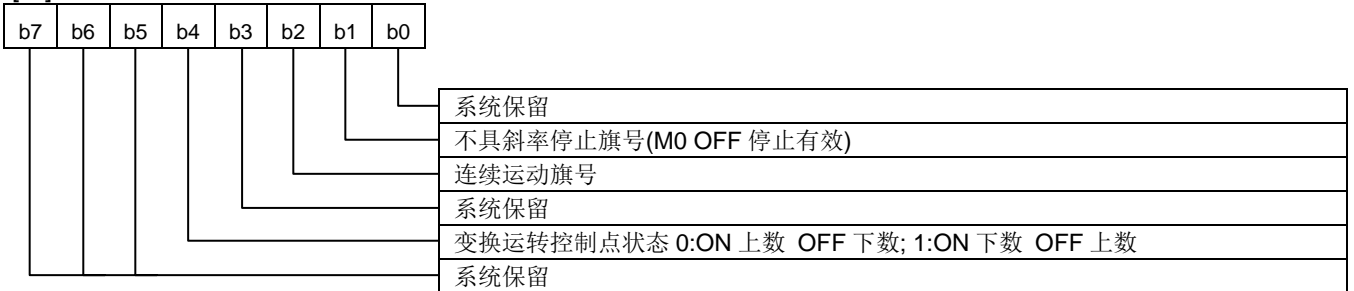 b7 b6 b5 b4 b3 b2 b1 b0
系统保留
不具斜率停止旗号(M0 OFF 停止有效)
连续运动旗号
系统保留
变换运转控制点状态 0:ON 上数 OFF 下数; 1:ON 下数 OFF 上数
系统保留